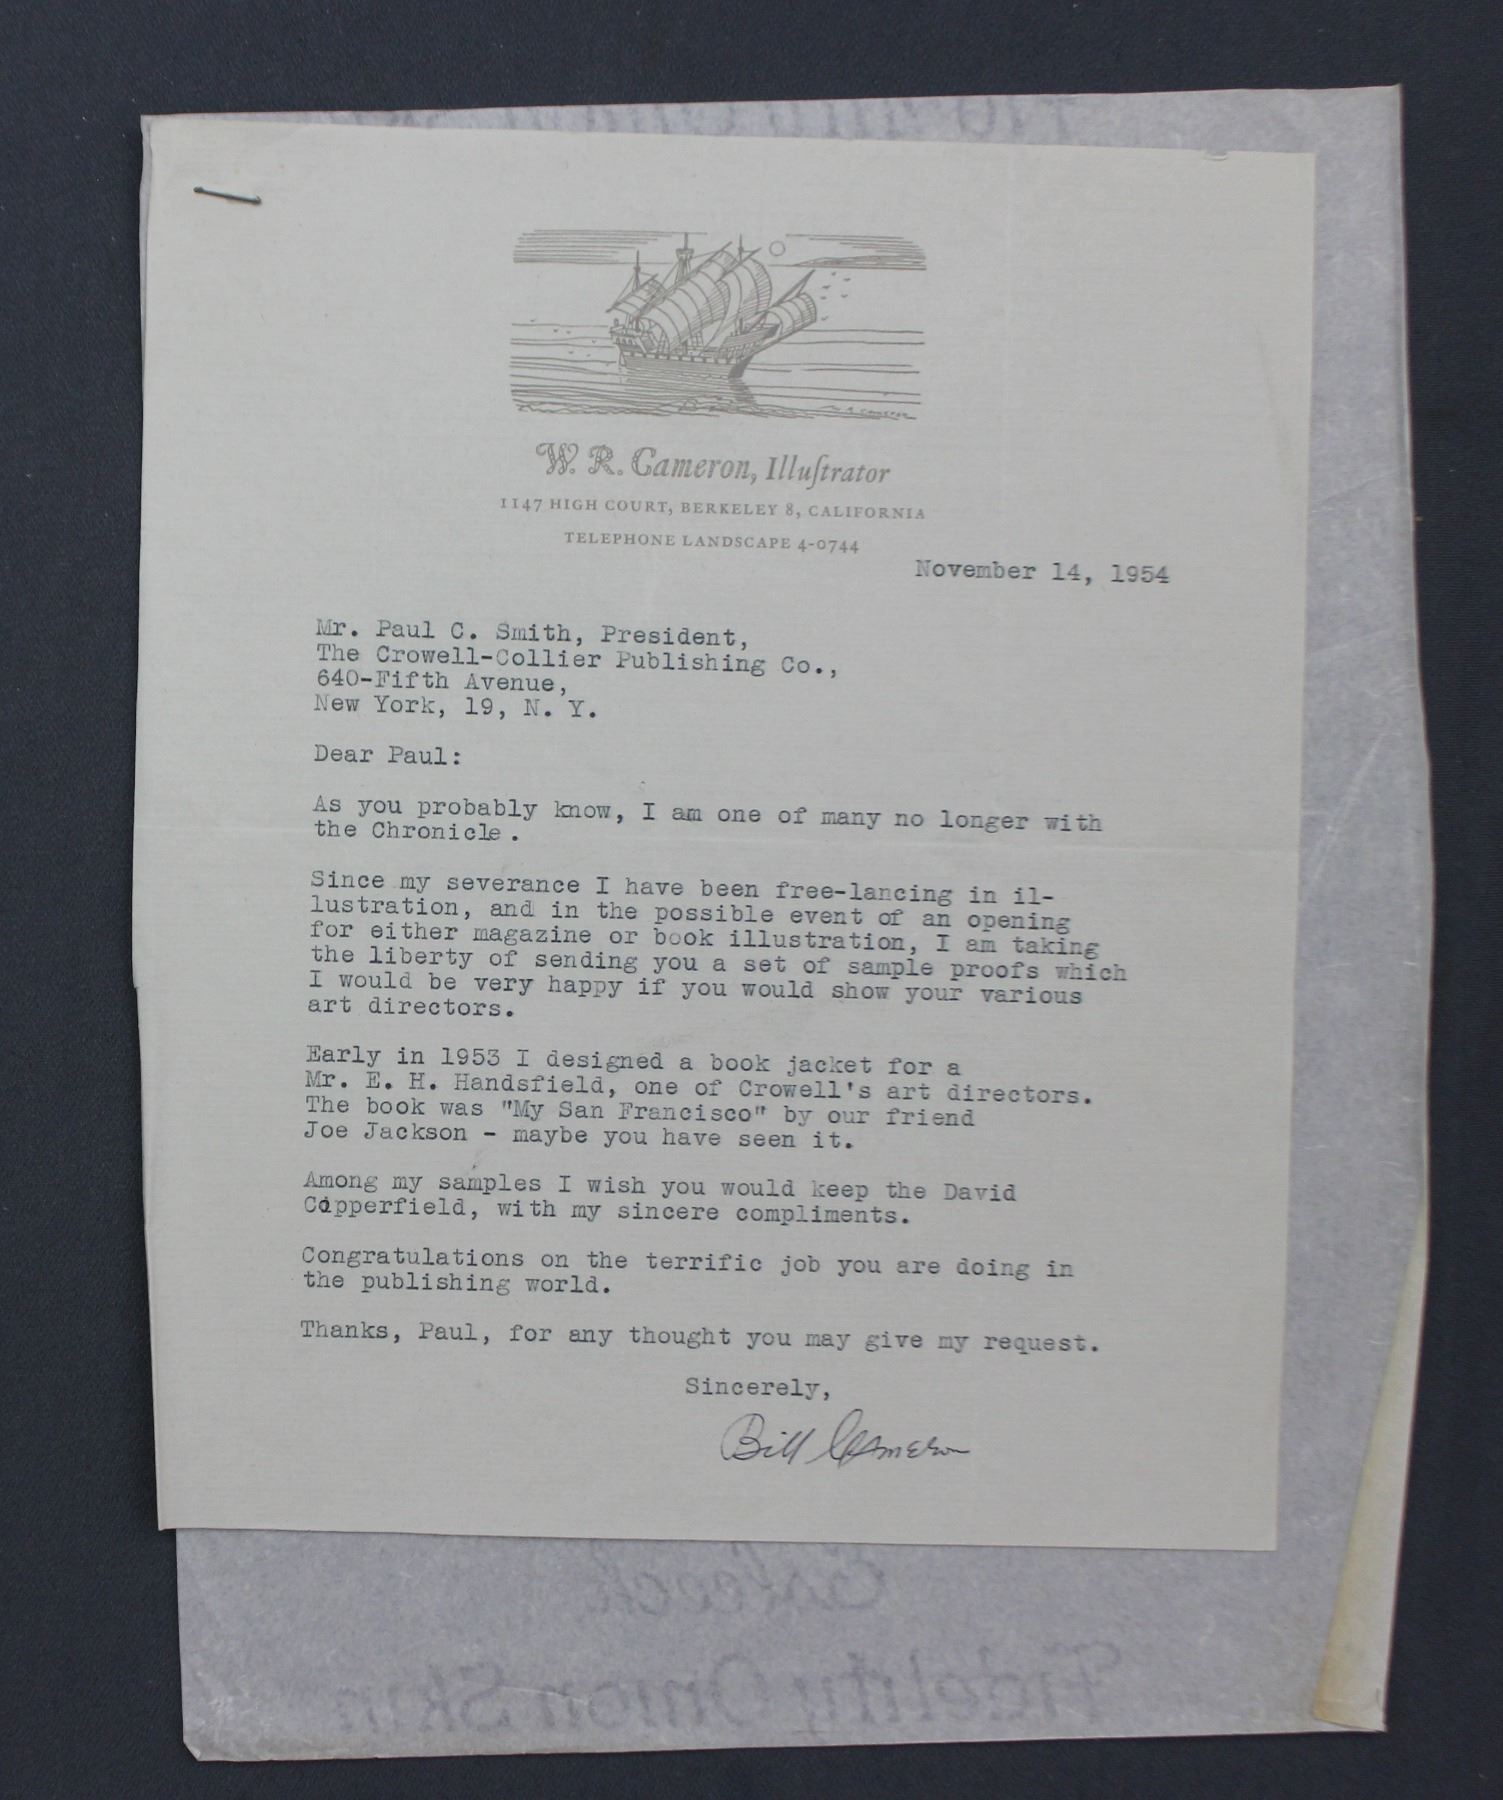 W. R. Cameron, Illuſtrator
1147 HIGH COURT, BERKELEY 8, CALIFORNIA
TELEPHONE LANDSCAPE 4-0744
November 14, 1954
Mr. Paul C. Smith, President,
The Crowell-Collier Publishing Co.,
640-Fifth Avenue,
New York, 19, N. Y.
Dear Paul:
As you probably know, I am one of many no longer with
the Chronicle.
Since my severance I have been free-lancing in il-
lustration, and in the possible event of an opening
for either magazine or book illustration, I am taking
the liberty of sending you a set of sample proofs which
I would be very happy if you would show your various
art directors.
Early in 1953 I designed a book jacket for a
Mr. E. H. Handsfield, one of Crowell's art directors.
The book was "My San Francisco" by our friend
Joe Jackson - maybe you have seen it.
Among my samples I wish you would keep the David
Copperfield, with my sincere compliments.
Congratulations on the terrific job you are doing in
the publishing world.
Thanks, Paul, for any thought you may give my request.
Sincerely,
Bill Cameron
Fidelity Onion Skin